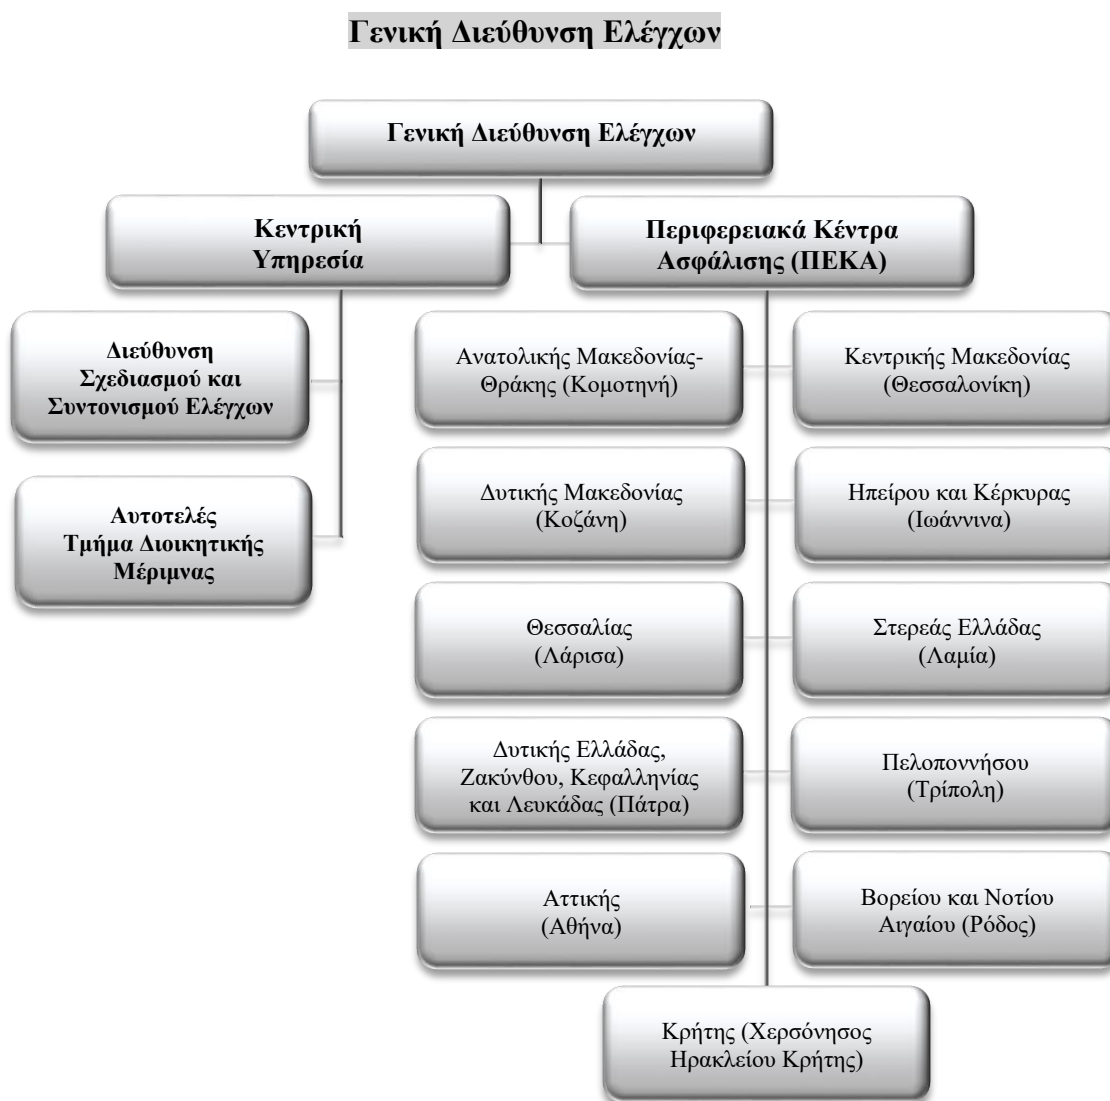 Γενική Διεύθυνση Ελέγχων
Γενική Διεύθυνση Ελέγχων
Κεντρική
Υπηρεσία
Περιφερειακά Κέντρα
Ασφάλισης (ΠΕΚΑ)
Διεύθυνση
Σχεδιασμού και
Συντονισμού Ελέγχων
Αυτοτελές
Τμήμα Διοικητικής
Μέριμνας
Ανατολικής Μακεδονίας-
Θράκης (Κομοτηνή)
Κεντρικής Μακεδονίας
(Θεσσαλονίκη)
Δυτικής Μακεδονίας
(Κοζάνη)
Ηπείρου και Κέρκυρας
(Ιωάννινα)
Θεσσαλίας
(Λάρισα)
Στερεάς Ελλάδας
(Λαμία)
Δυτικής Ελλάδας,
Ζακύνθου, Κεφαλληνίας
και Λευκάδας (Πάτρα)
Πελοποννήσου
(Τρίπολη)
Αττικής
(Αθήνα)
Βορείου και Νοτίου
Αιγαίου (Ρόδος)
Κρήτης (Χερσόνησος
Ηρακλείου Κρήτης)